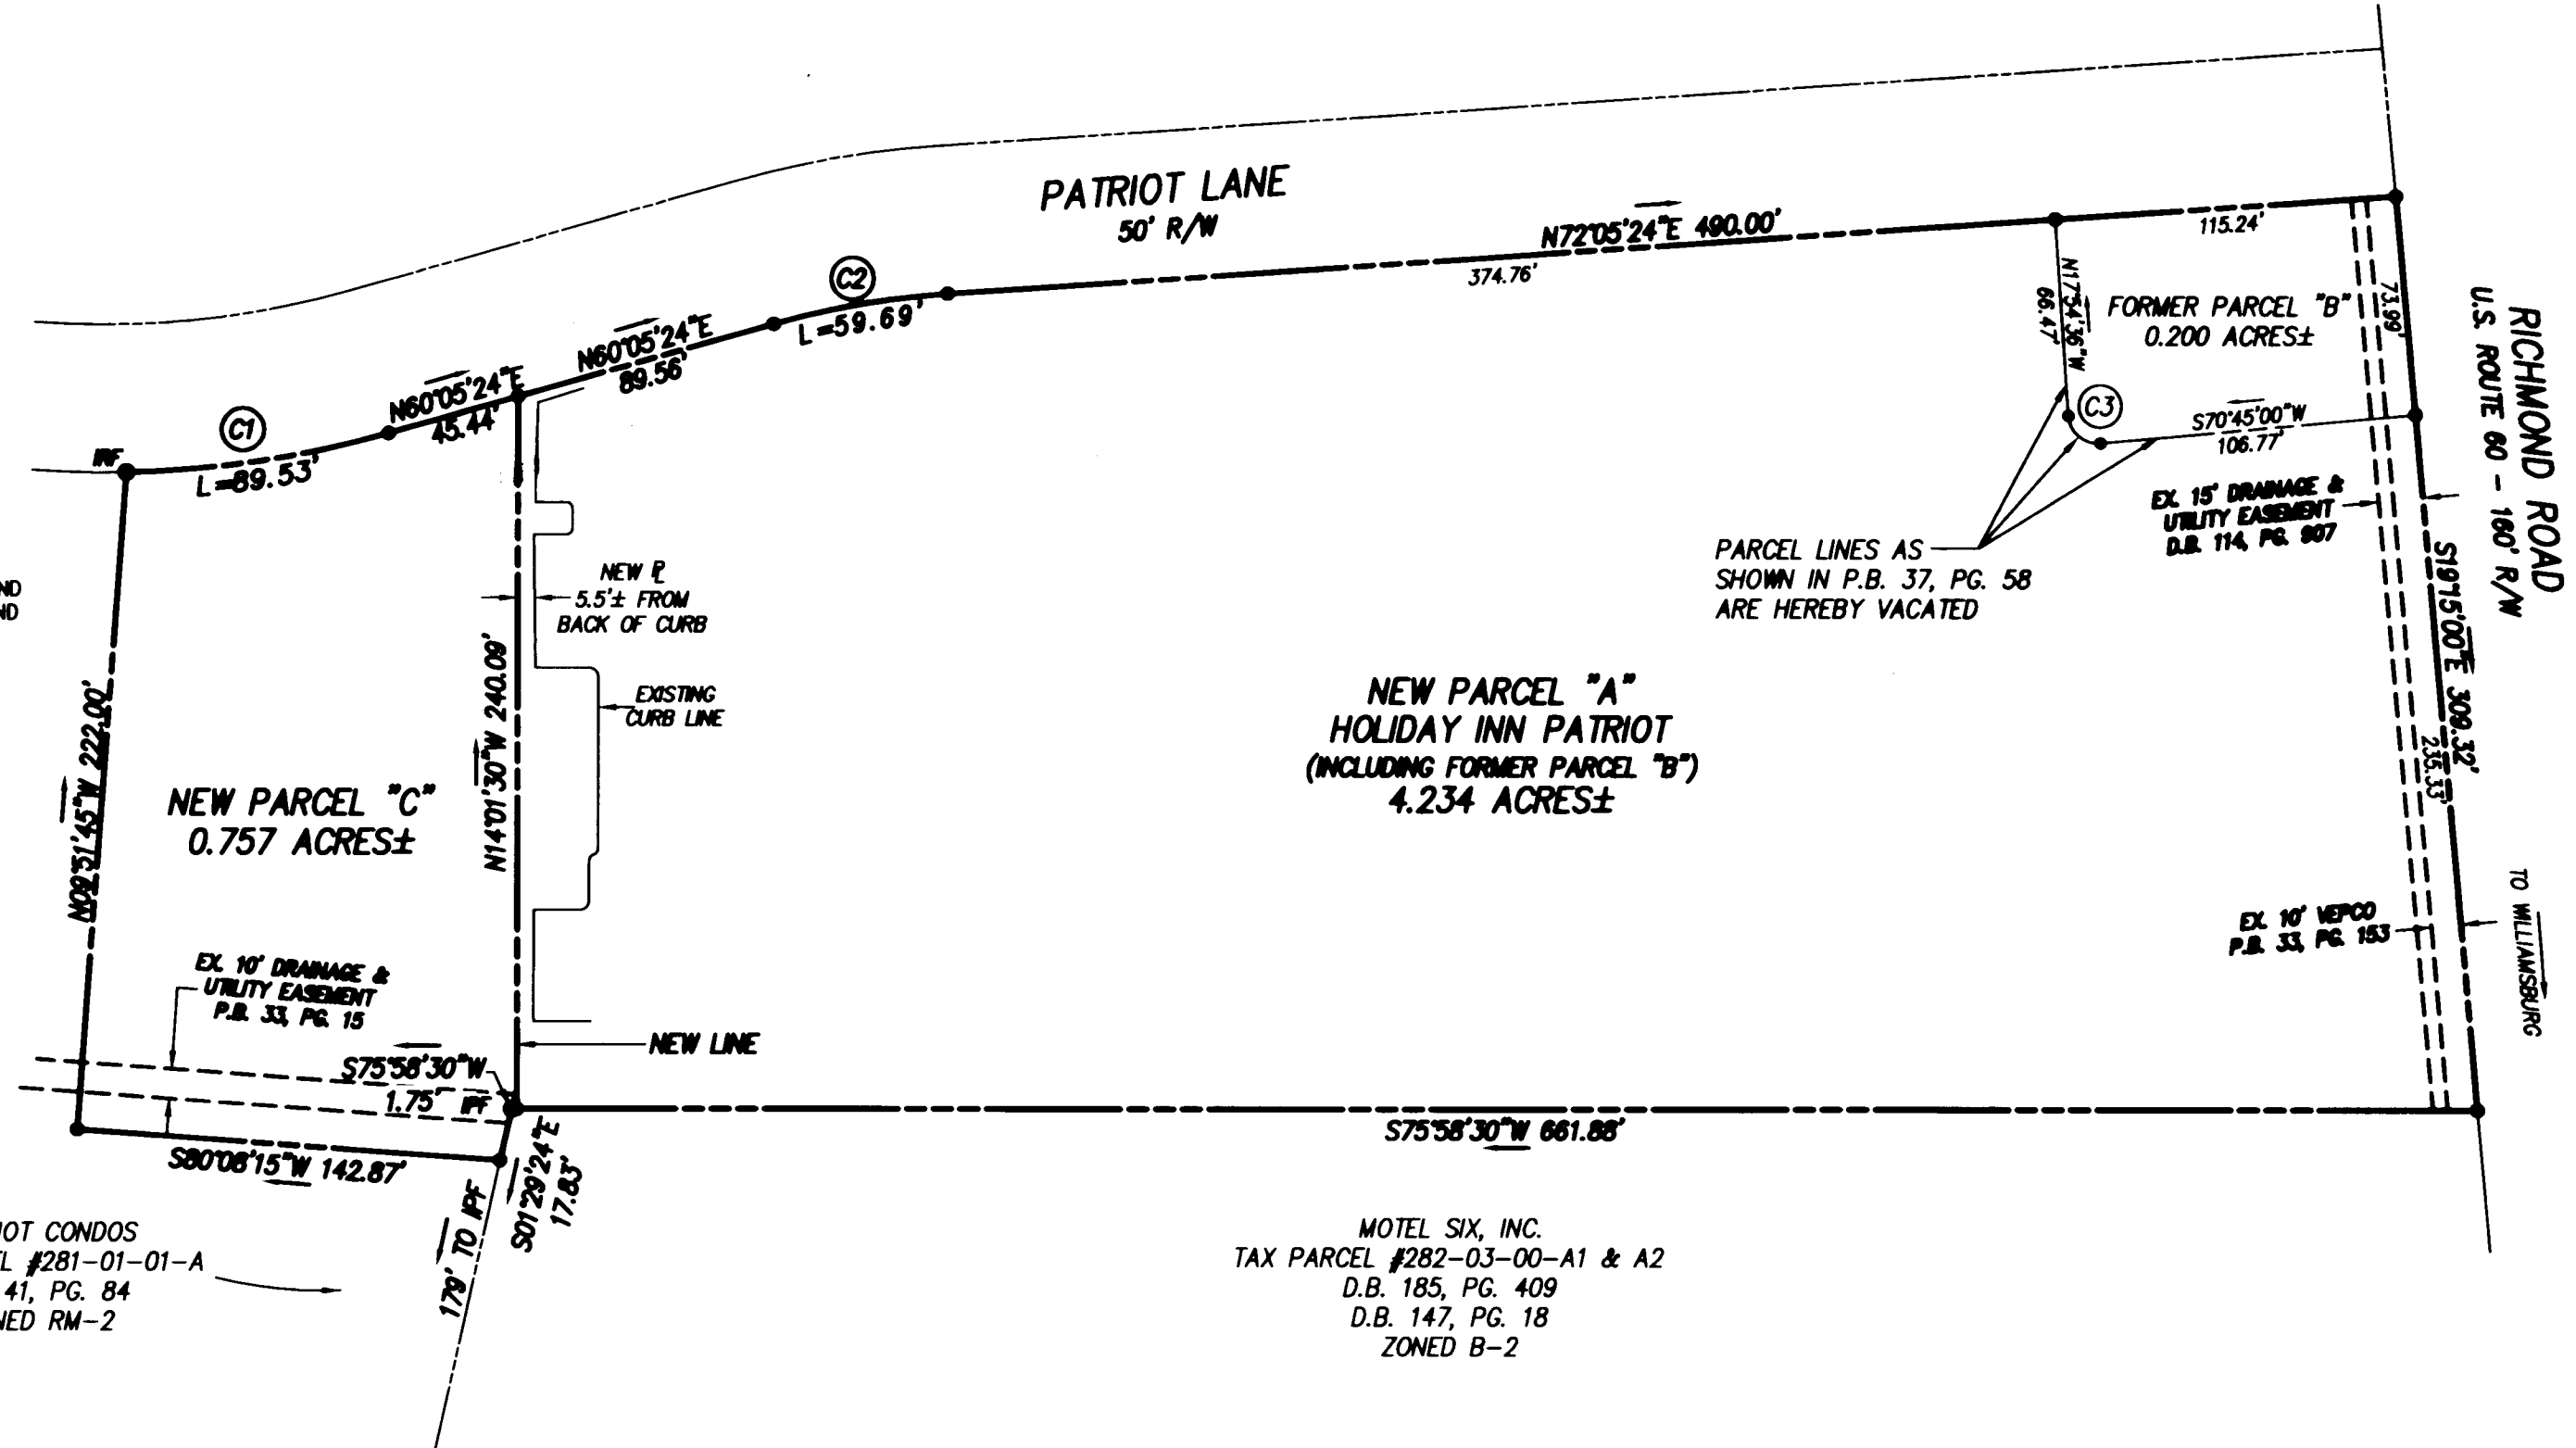 PATRIOT LANE
50' R/W
N72°05'24"E 490.00'
374.76'
115.24'
C2
L=59.69'
N60°05'24"E
89.56'
N60°05'24"E
45.44'
C1
L=89.53'
IRF
N17°54'36"W
66.47'
FORMER PARCEL "B"
0.200 ACRES±
73.99'
C3
S70°45'00"W
106.77'
RICHMOND ROAD
U.S. ROUTE 60 - 160' R/W
EX. 15' DRAINAGE &
UTILITY EASEMENT
D.B. 114, PG. 907
S19°15'00"E 309.32'
235.33'
PARCEL LINES AS
SHOWN IN P.B. 37, PG. 58
ARE HEREBY VACATED
ND
ND
NEW PL
5.5'± FROM
BACK OF CURB
EXISTING
CURB LINE
N14°01'30"W 240.09'
N09°51'45"W 222.00'
NEW PARCEL "C"
0.757 ACRES±
NEW PARCEL "A"
HOLIDAY INN PATRIOT
(INCLUDING FORMER PARCEL "B")
4.234 ACRES±
EX. 10' VEPCO
P.B. 33, PG. 153
TO WILLIAMSBURG
EX. 10' DRAINAGE &
UTILITY EASEMENT
P.B. 33, PG. 15
NEW LINE
S75°58'30"W
1.75'
IPF
S75°58'30"W 661.88'
S80°08'15"W 142.87'
S01°29'24"E
17.83'
179' TO IPF
IOT CONDOS
EL #281-01-01-A
41, PG. 84
NED RM-2
MOTEL SIX, INC.
TAX PARCEL #282-03-00-A1 & A2
D.B. 185, PG. 409
D.B. 147, PG. 18
ZONED B-2